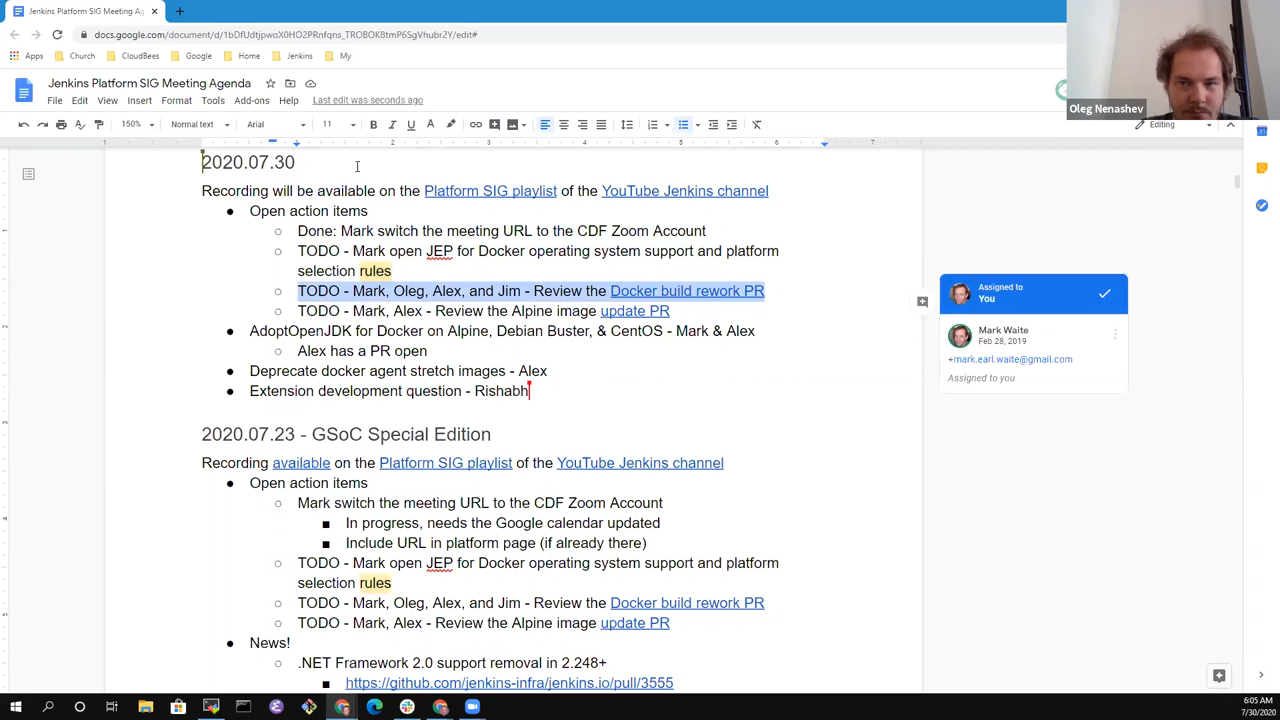 Jenkins Platform SIG Meeting Ag
docs.google.com/document/d/1bDfUdtjpwoX0HO2PRnfqns_TROBOK8tmP6SgVhubr2Y/edit#
Apps Church CloudBees Google Home Jenkins My
Jenkins Platform SIG Meeting Agenda
File Edit View Insert Format Tools Add-ons Help Last edit was seconds ago
Oleg Nenashev
150% Normal text Arial 11 Editing
1 1 2 3 4 5 6 7
2020.07.30
Recording will be available on the Platform SIG playlist of the YouTube Jenkins channel
● Open action items
○ Done: Mark switch the meeting URL to the CDF Zoom Account
○ TODO - Mark open JEP for Docker operating system support and platform
selection rules
○ TODO - Mark, Oleg, Alex, and Jim - Review the Docker build rework PR
○ TODO - Mark, Alex - Review the Alpine image update PR
● AdoptOpenJDK for Docker on Alpine, Debian Buster, & CentOS - Mark & Alex
○ Alex has a PR open
● Deprecate docker agent stretch images - Alex
● Extension development question - Rishabh
Assigned to
You
Mark Waite
Feb 28, 2019
+mark.earl.waite@gmail.com
Assigned to you
2020.07.23 - GSoC Special Edition
Recording available on the Platform SIG playlist of the YouTube Jenkins channel
● Open action items
○ Mark switch the meeting URL to the CDF Zoom Account
■ In progress, needs the Google calendar updated
■ Include URL in platform page (if already there)
○ TODO - Mark open JEP for Docker operating system support and platform
selection rules
○ TODO - Mark, Oleg, Alex, and Jim - Review the Docker build rework PR
○ TODO - Mark, Alex - Review the Alpine image update PR
● News!
○ .NET Framework 2.0 support removal in 2.248+
■ https://github.com/jenkins-infra/jenkins.io/pull/3555
6:05 AM
7/30/2020